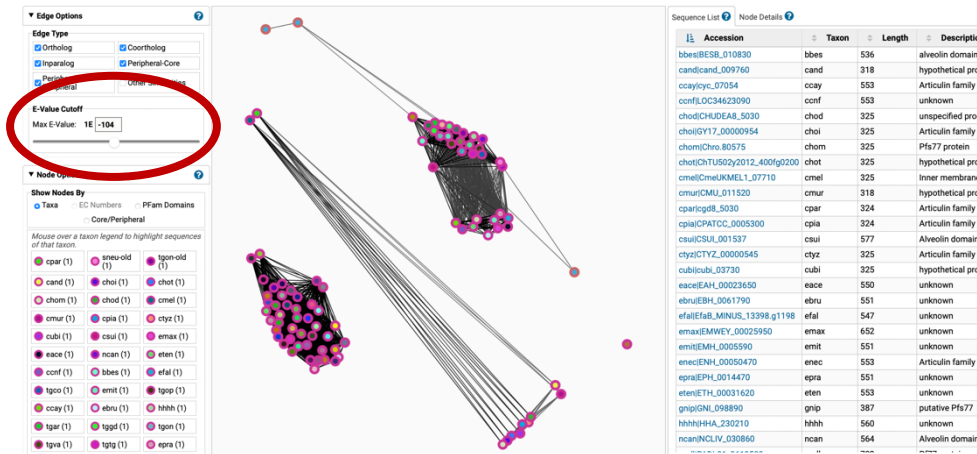 ▼ Edge Options ?
Edge Type
Ortholog Coortholog
Inparalog Peripheral-Core
E-Value Cutoff
Max E-Value: 1E -104
?
Show Nodes By
Taxa EC Numbers PFam Domains
Core/Peripheral
Mouse over a taxon legend to highlight sequences
of that taxon.
cpar (1) sneu-old (1) tgon-old (1)
cand (1) choi (1) chot (1)
chom (1) chod (1) cmel (1)
cmur (1) cpia (1) ctyz (1)
cubi (1) csui (1) emax (1)
eace (1) ncan (1) eten (1)
ccnf (1) bbes (1) efal (1)
tgco (1) emit (1) tgop (1)
ccay (1) ebru (1) hhhh (1)
tgar (1) tggd (1) tgon (1)
tgva (1) tgtg (1) epra (1)
Sequence List ? Node Details ?
Accession Taxon Length Descriptio
bbes|BESB_010830 bbes 536 alveolin domain
cand|cand_009760 cand 318 hypothetical pro
ccay|cyc_07054 ccay 553 Articulin family
ccnf|LOC34623090 ccnf 553 unknown
chod|CHUDEA8_5030 chod 325 unspecified pro
choi|GY17_00000954 choi 325 Articulin family
chom|Chro.80575 chom 325 Pfs77 protein
chot|ChTU502y2012_400fg0200 chot 325 hypothetical pro
cmel|CmeUKMEL1_07710 cmel 325 Inner membran
cmur|CMU_011520 cmur 318 hypothetical pro
cpar|cgd8_5030 cpar 324 Articulin family
cpia|CPATCC_0005300 cpia 324 Articulin family
csui|CSUI_001537 csui 577 Alveolin domain
ctyz|CTYZ_00000545 ctyz 325 Articulin family
cubi|cubi_03730 cubi 325 hypothetical pro
eace|EAH_00023650 eace 550 unknown
ebru|EBH_0061790 ebru 551 unknown
efal|EfaB_MINUS_13398.g1198 efal 547 unknown
emax|EMWEY_00025950 emax 652 unknown
emit|EMH_0005590 emit 551 unknown
enec|ENH_00050470 enec 553 Articulin family
epra|EPH_0014470 epra 551 unknown
eten|ETH_00031620 eten 553 unknown
gnip|GNI_098890 gnip 387 putative Pfs77
hhhh|HHA_230210 hhhh 560 unknown
ncan|NCLIV_030860 ncan 564 Alveolin domain